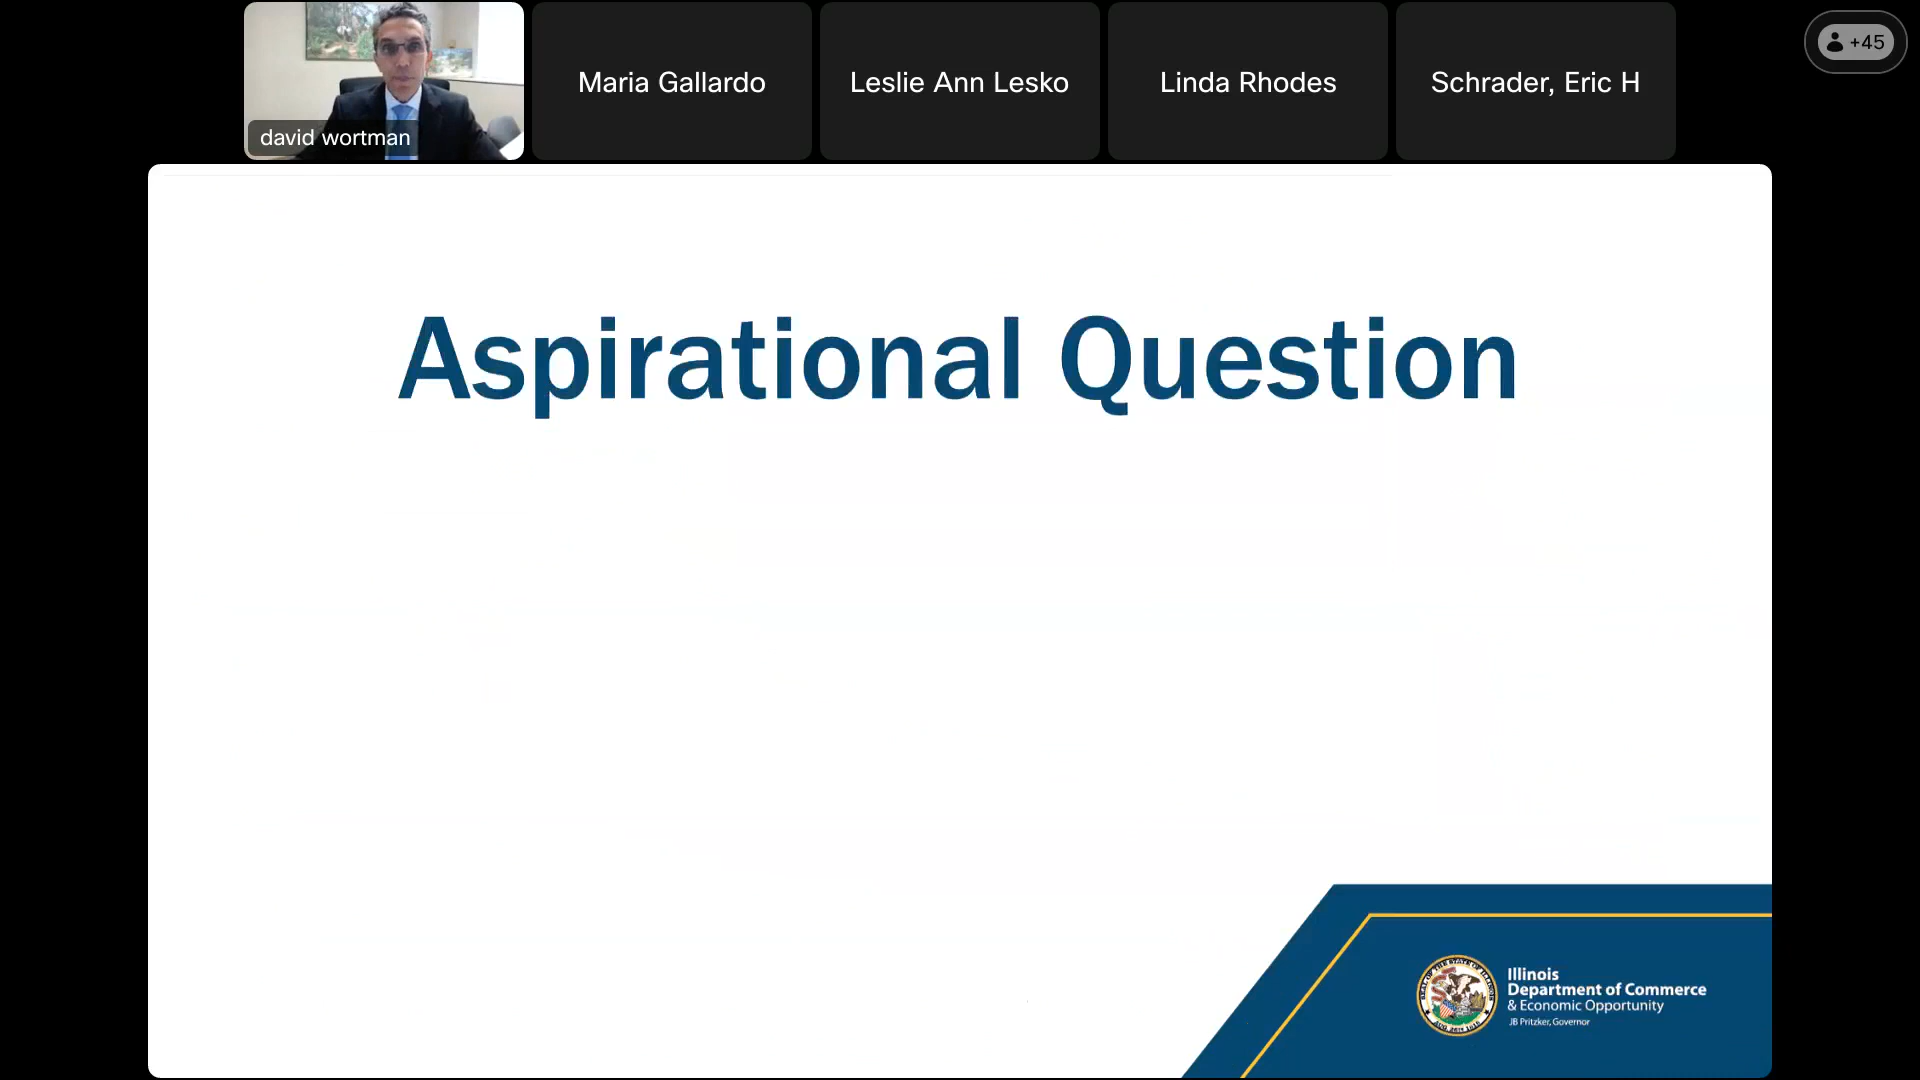 david wortman
Maria Gallardo
Leslie Ann Lesko
Linda Rhodes
Schrader, Eric H
+45
Aspirational Question
Illinois
Department of Commerce
& Economic Opportunity
JB Pritzker, Governor